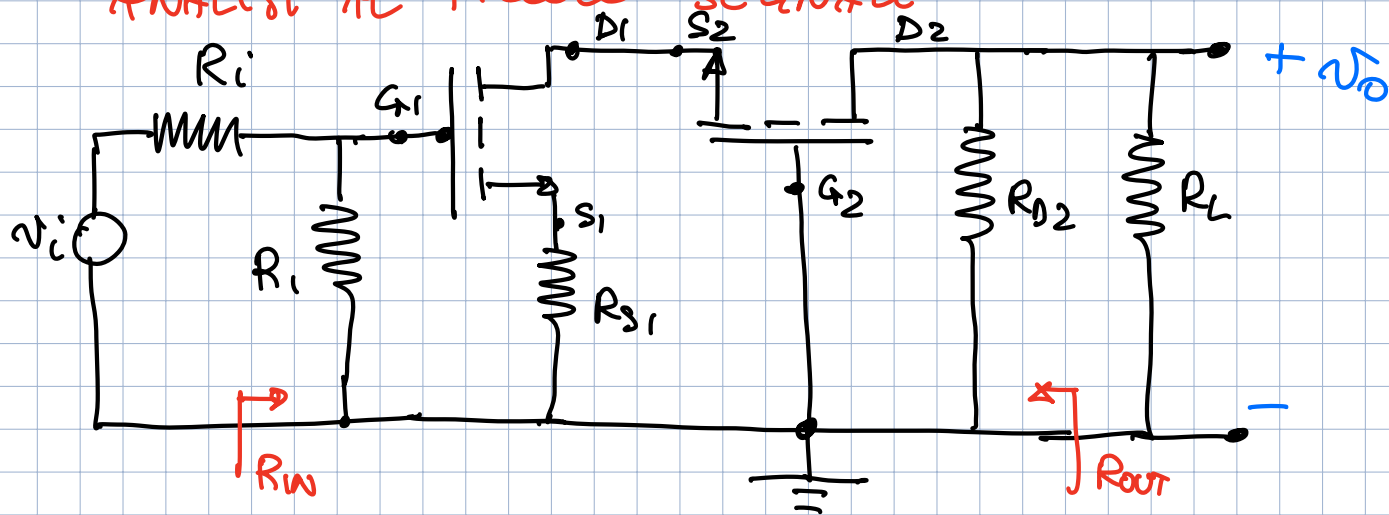 D1 S2 D2
Ri
G1
+ vo
vi
R1
S1
RS1
G2
RD2
RL
−
RIN
ROUT